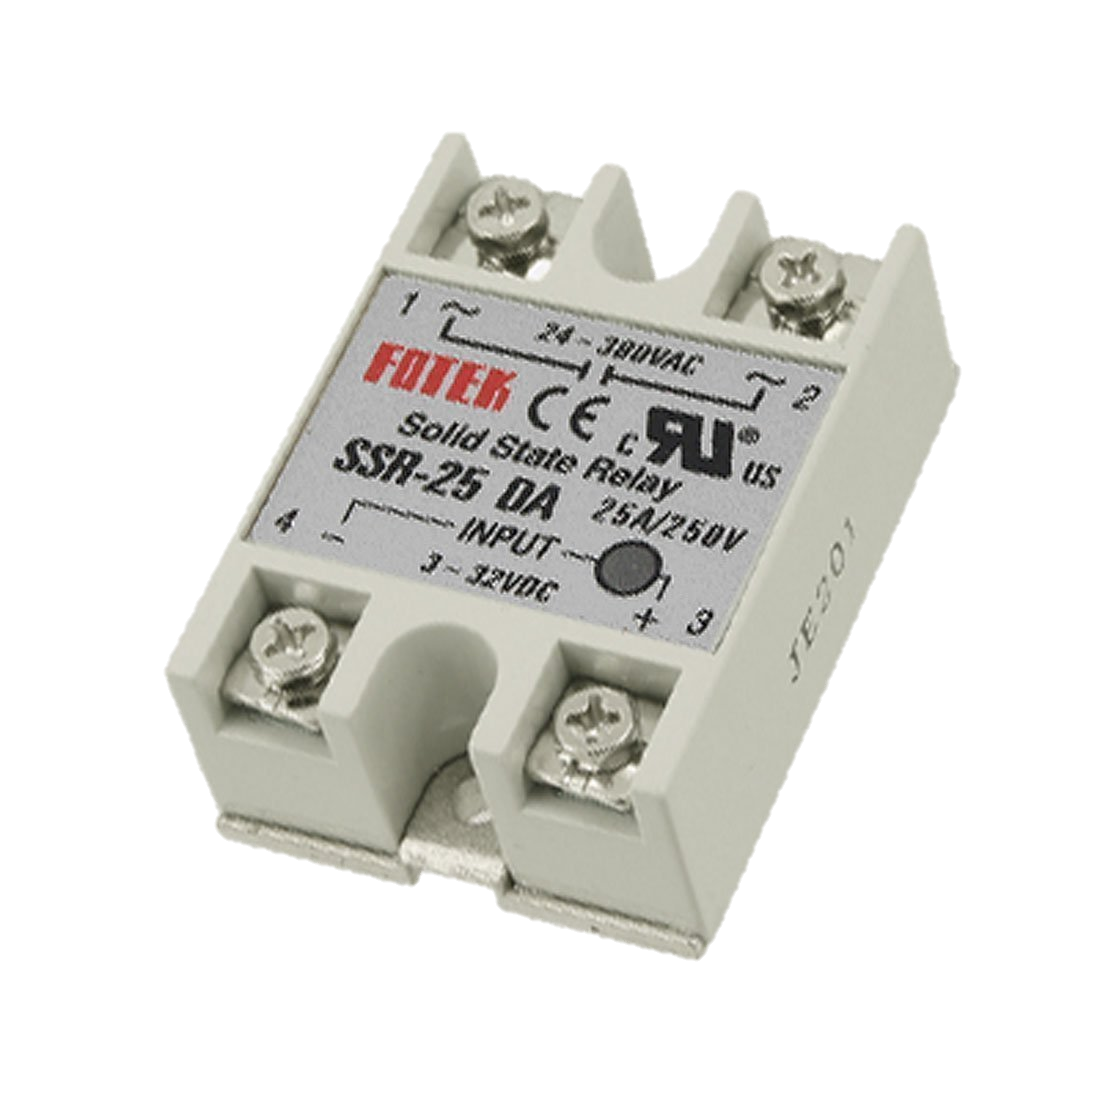 1 ~ 24 ~ 380VAC ~ 2
FOTEK CE c RU ® US
Solid State Relay
SSR-25 DA 25A/250V
4 - INPUT + 3
3 ~ 32VDC
JE301